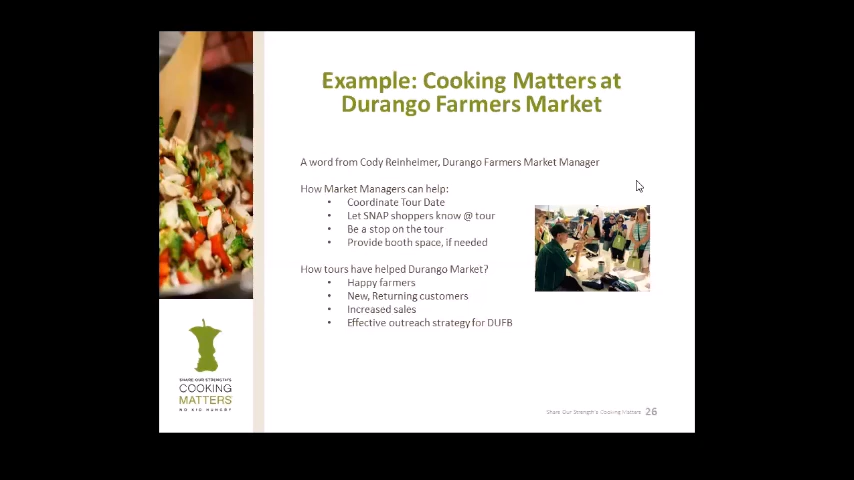 Example: Cooking Matters at
Durango Farmers Market
A word from Cody Reinheimer, Durango Farmers Market Manager
How Market Managers can help:
• Coordinate Tour Date
• Let SNAP shoppers know @ tour
• Be a stop on the tour
• Provide booth space, if needed
How tours have helped Durango Market?
• Happy farmers
• New, Returning customers
• Increased sales
• Effective outreach strategy for DUFB
SHARE OUR STRENGTH'S
COOKING
MATTERS
NO KID HUNGRY
Share Our Strength's Cooking Matters 26